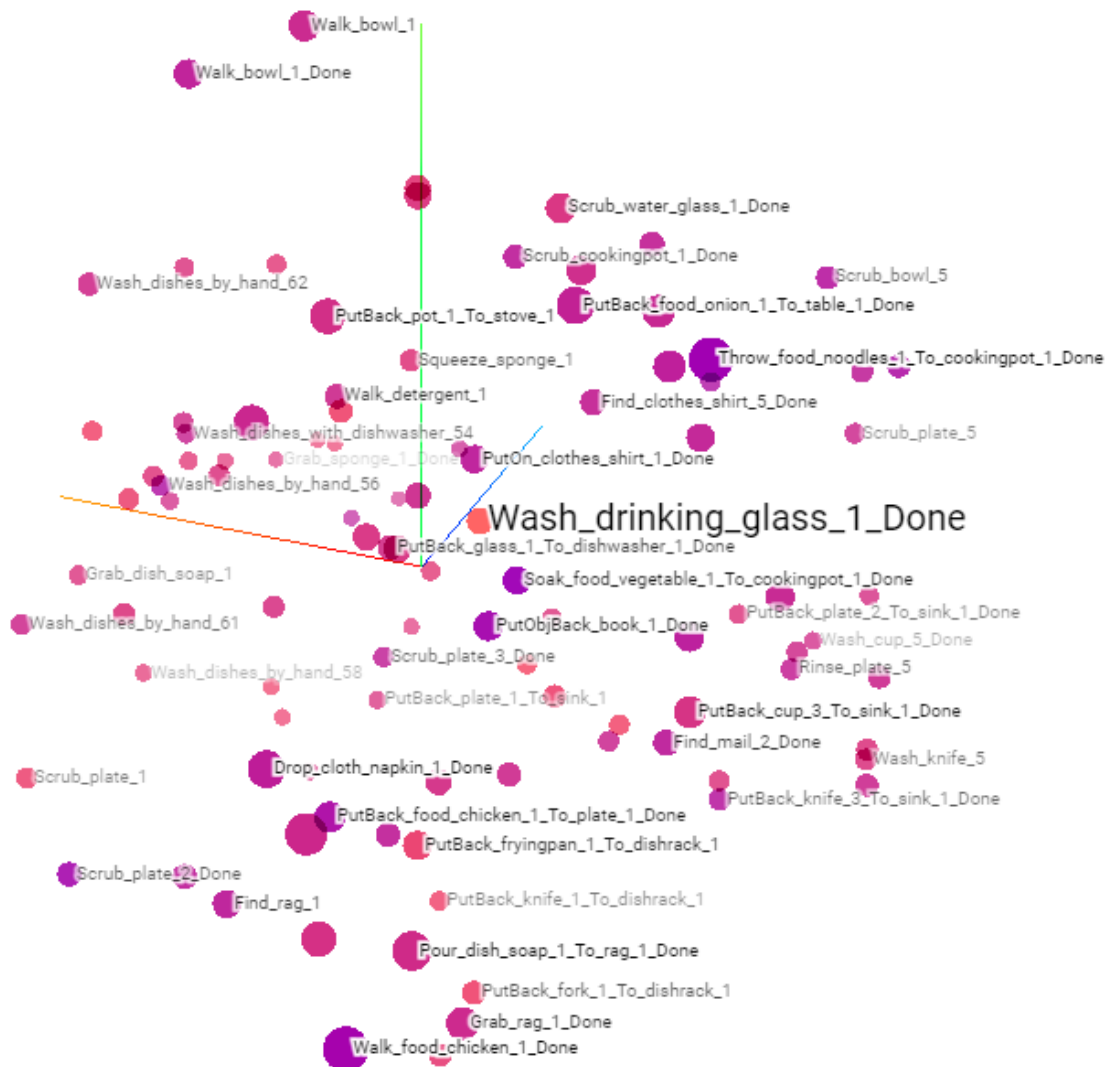 Walk_bowl_1
Walk_bowl_1_Done
Scrub_water_glass_1_Done
Scrub_cookingpot_1_Done
Scrub_bowl_5
Wash_dishes_by_hand_62
PutBack_food_onion_1_To_table_1_Done
PutBack_pot_1_To_stove_1
Squeeze_sponge_1
Throw_food_noodles_1_To_cookingpot_1_Done
Walk_detergent_1
Find_clothes_shirt_5_Done
Wash_dishes_with_dishwasher_54
Scrub_plate_5
Grab_sponge_1_Done
PutOn_clothes_shirt_1_Done
Wash_dishes_by_hand_56
Wash_drinking_glass_1_Done
PutBack_glass_1_To_dishwasher_1_Done
Grab_dish_soap_1
Soak_food_vegetable_1_To_cookingpot_1_Done
PutBack_plate_2_To_sink_1_Done
Wash_dishes_by_hand_61
PutObjBack_book_1_Done
Wash_cup_5_Done
Scrub_plate_3_Done
Rinse_plate_5
Wash_dishes_by_hand_58
PutBack_plate_1_To_sink_1
PutBack_cup_3_To_sink_1_Done
Find_mail_2_Done
Wash_knife_5
Drop_cloth_napkin_1_Done
Scrub_plate_1
PutBack_knife_3_To_sink_1_Done
PutBack_food_chicken_1_To_plate_1_Done
PutBack_fryingpan_1_To_dishrack_1
Scrub_plate_2_Done
Find_rag_1
PutBack_knife_1_To_dishrack_1
Pour_dish_soap_1_To_rag_1_Done
PutBack_fork_1_To_dishrack_1
Grab_rag_1_Done
Walk_food_chicken_1_Done